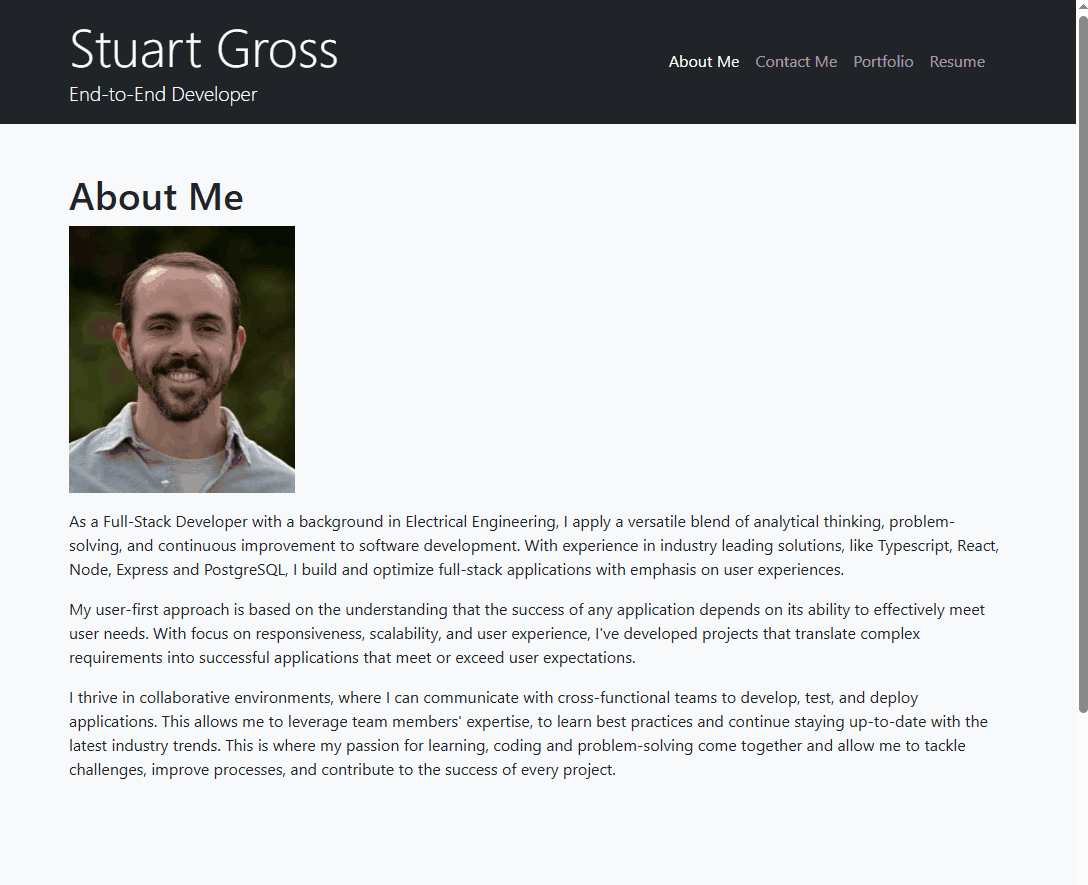 Stuart Gross
End-to-End Developer
About Me Contact Me Portfolio Resume
About Me
As a Full-Stack Developer with a background in Electrical Engineering, I apply a versatile blend of analytical thinking, problem-
solving, and continuous improvement to software development. With experience in industry leading solutions, like Typescript, React,
Node, Express and PostgreSQL, I build and optimize full-stack applications with emphasis on user experiences.
My user-first approach is based on the understanding that the success of any application depends on its ability to effectively meet
user needs. With focus on responsiveness, scalability, and user experience, I've developed projects that translate complex
requirements into successful applications that meet or exceed user expectations.
I thrive in collaborative environments, where I can communicate with cross-functional teams to develop, test, and deploy
applications. This allows me to leverage team members' expertise, to learn best practices and continue staying up-to-date with the
latest industry trends. This is where my passion for learning, coding and problem-solving come together and allow me to tackle
challenges, improve processes, and contribute to the success of every project.